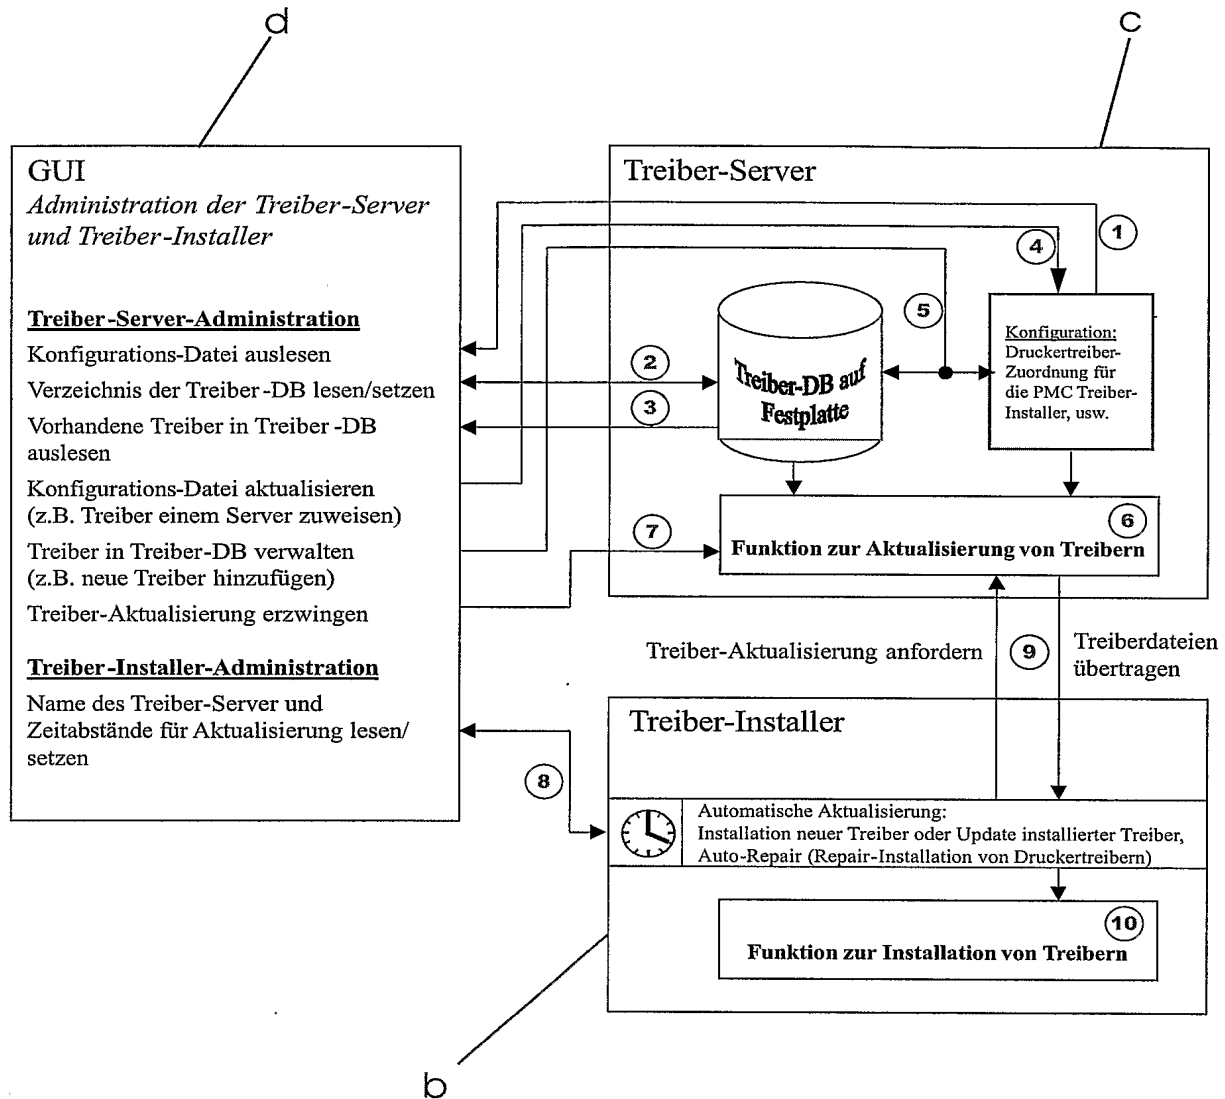 d
c
GUI
Administration der Treiber-Server
und Treiber-Installer
Treiber-Server-Administration
Konfigurations-Datei auslesen
Verzeichnis der Treiber-DB lesen/setzen
Vorhandene Treiber in Treiber-DB
auslesen
Konfigurations-Datei aktualisieren
(z.B. Treiber einem Server zuweisen)
Treiber in Treiber-DB verwalten
(z.B. neue Treiber hinzufügen)
Treiber-Aktualisierung erzwingen
Treiber-Installer-Administration
Name des Treiber-Server und
Zeitabstände für Aktualisierung lesen/
setzen
Treiber-Server
1
4
5
2
3
Treiber-DB auf
Festplatte
Konfiguration:
Druckertreiber-
Zuordnung für
die PMC Treiber-
Installer, usw.
7
6
Funktion zur Aktualisierung von Treibern
Treiber-Aktualisierung anfordern
9
Treiberdateien
übertragen
8
Treiber-Installer
Automatische Aktualisierung:
Installation neuer Treiber oder Update installierter Treiber,
Auto-Repair (Repair-Installation von Druckertreibern)
10
Funktion zur Installation von Treibern
b